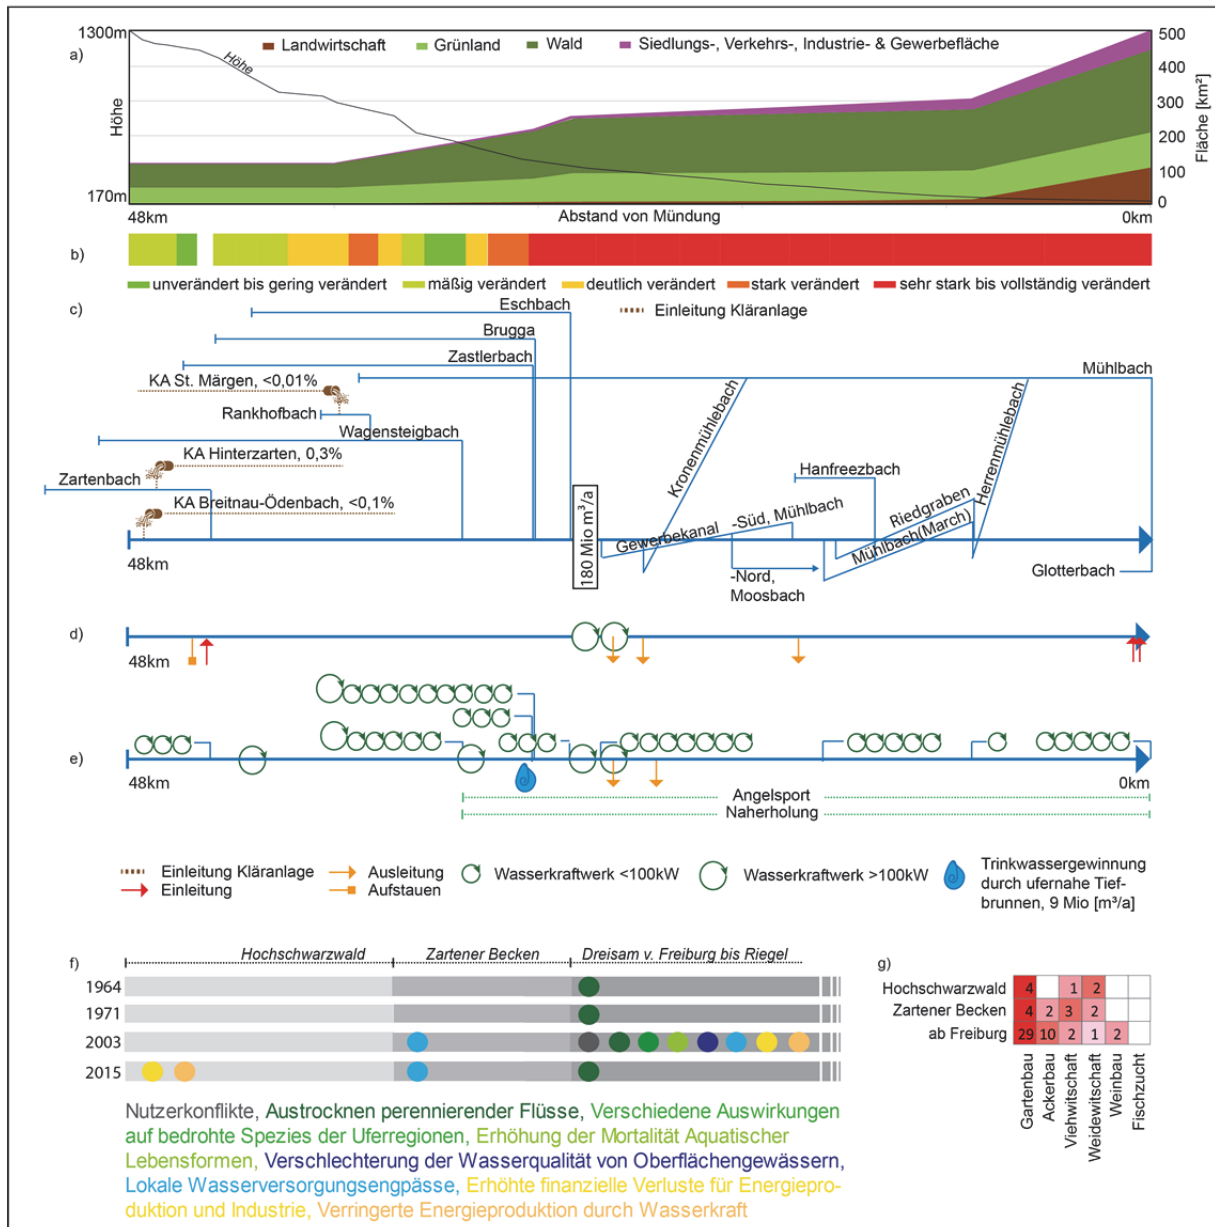 1300m
500
Landwirtschaft
Grünland
Wald
Siedlungs-, Verkehrs-, Industrie- & Gewerbefläche
a)
Höhe
400
300
200
100
0
Höhe
Fläche [km²]
170m
48km
Abstand von Mündung
0km
b)
unverändert bis gering verändert
mäßig verändert
deutlich verändert
stark verändert
sehr stark bis vollständig verändert
c)
Eschbach
Einleitung Kläranlage
Brugga
Zastlerbach
Mühlbach
KA St. Märgen, <0,01%
Rankhofbach
Wagensteigbach
KA Hinterzarten, 0,3%
Zartenbach
KA Breitnau-Ödenbach, <0,1%
Kronenmühlebach
Hanfreezbach
Herrenmühlebach
Riedgraben
-Süd, Mühlbach
Gewerbekanal
Mühlbach(March)
180 Mio m³/a
48km
-Nord,
Moosbach
Glotterbach
d)
48km
e)
48km
0km
Angelsport
Naherholung
Einleitung Kläranlage
Einleitung
Ausleitung
Aufstauen
Wasserkraftwerk <100kW
Wasserkraftwerk >100kW
Trinkwassergewinnung
durch ufernahe Tief-
brunnen, 9 Mio [m³/a]
f)
Hochschwarzwald
Zartener Becken
Dreisam v. Freiburg bis Riegel
1964
1971
2003
2015
Nutzerkonflikte, Austrocknen perennierender Flüsse, Verschiedene Auswirkungen
auf bedrohte Spezies der Uferregionen, Erhöhung der Mortalität Aquatischer
Lebensformen, Verschlechterung der Wasserqualität von Oberflächengewässern,
Lokale Wasserversorgungsengpässe, Erhöhte finanzielle Verluste für Energiepro-
duktion und Industrie, Verringerte Energieproduktion durch Wasserkraft
g)
Hochschwarzwald 4 1 2
Zartener Becken 4 2 3 2
ab Freiburg 29 10 2 1 2
Gartenbau
Ackerbau
Viehwitschaft
Weidewitschaft
Weinbau
Fischzucht